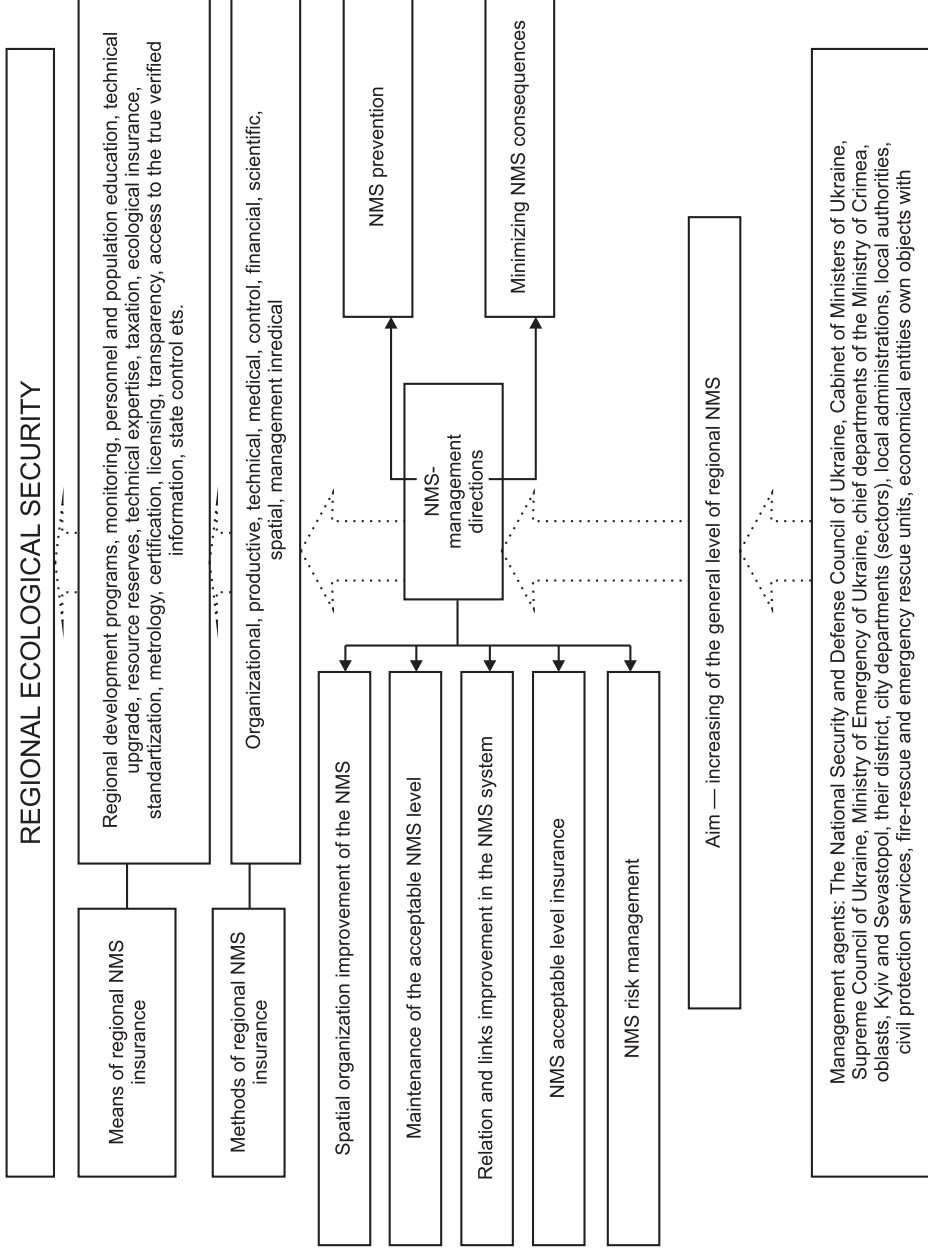 REGIONAL ECOLOGICAL SECURITY
Means of regional NMS
insurance
Regional development programs, monitoring, personnel and population education, technical
upgrade, resource reserves, technical expertise, taxation, ecological insurance,
standartization, metrology, certification, licensing, transparency, access to the true verified
information, state control ets.
Methods of regional NMS
insurance
Organizational, productive, technical, medical, control, financial, scientific,
spatial, management inredical
Spatial organization improvement of the NMS
Maintenance of the acceptable NMS level
Relation and links improvement in the NMS system
NMS acceptable level insurance
NMS risk management
NMS-
management
directions
NMS prevention
Minimizing NMS consequences
Aim — increasing of the general level of regional NMS
Management agents: The National Security and Defense Council of Ukraine, Cabinet of Ministers of Ukraine,
Supreme Council of Ukraine, Ministry of Emergency of Ukraine, chief departments of the Ministry of Crimea,
oblasts, Kyiv and Sevastopol, their district, city departments (sectors), local administrations, local authorities,
civil protection services, fire-rescue and emergency rescue units, economical entities own objects with